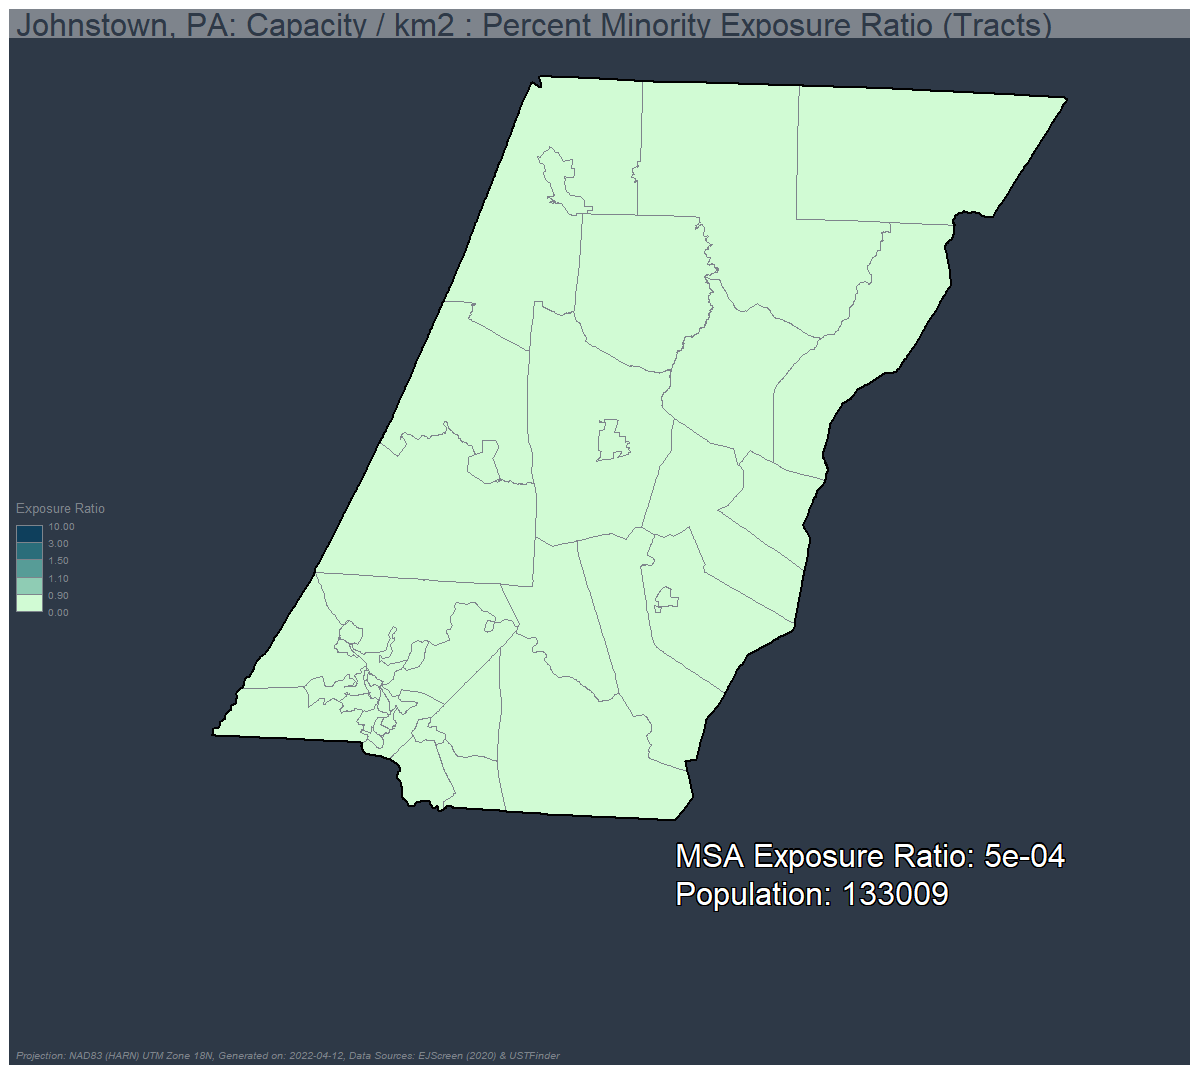 Johnstown, PA: Capacity / km2 : Percent Minority Exposure Ratio (Tracts)
Exposure Ratio
10.00
3.00
1.50
1.10
0.90
0.00
MSA Exposure Ratio: 5e-04
Population: 133009
Projection: NAD83 (HARN) UTM Zone 18N, Generated on: 2022-04-12, Data Sources: EJScreen (2020) & USTFinder